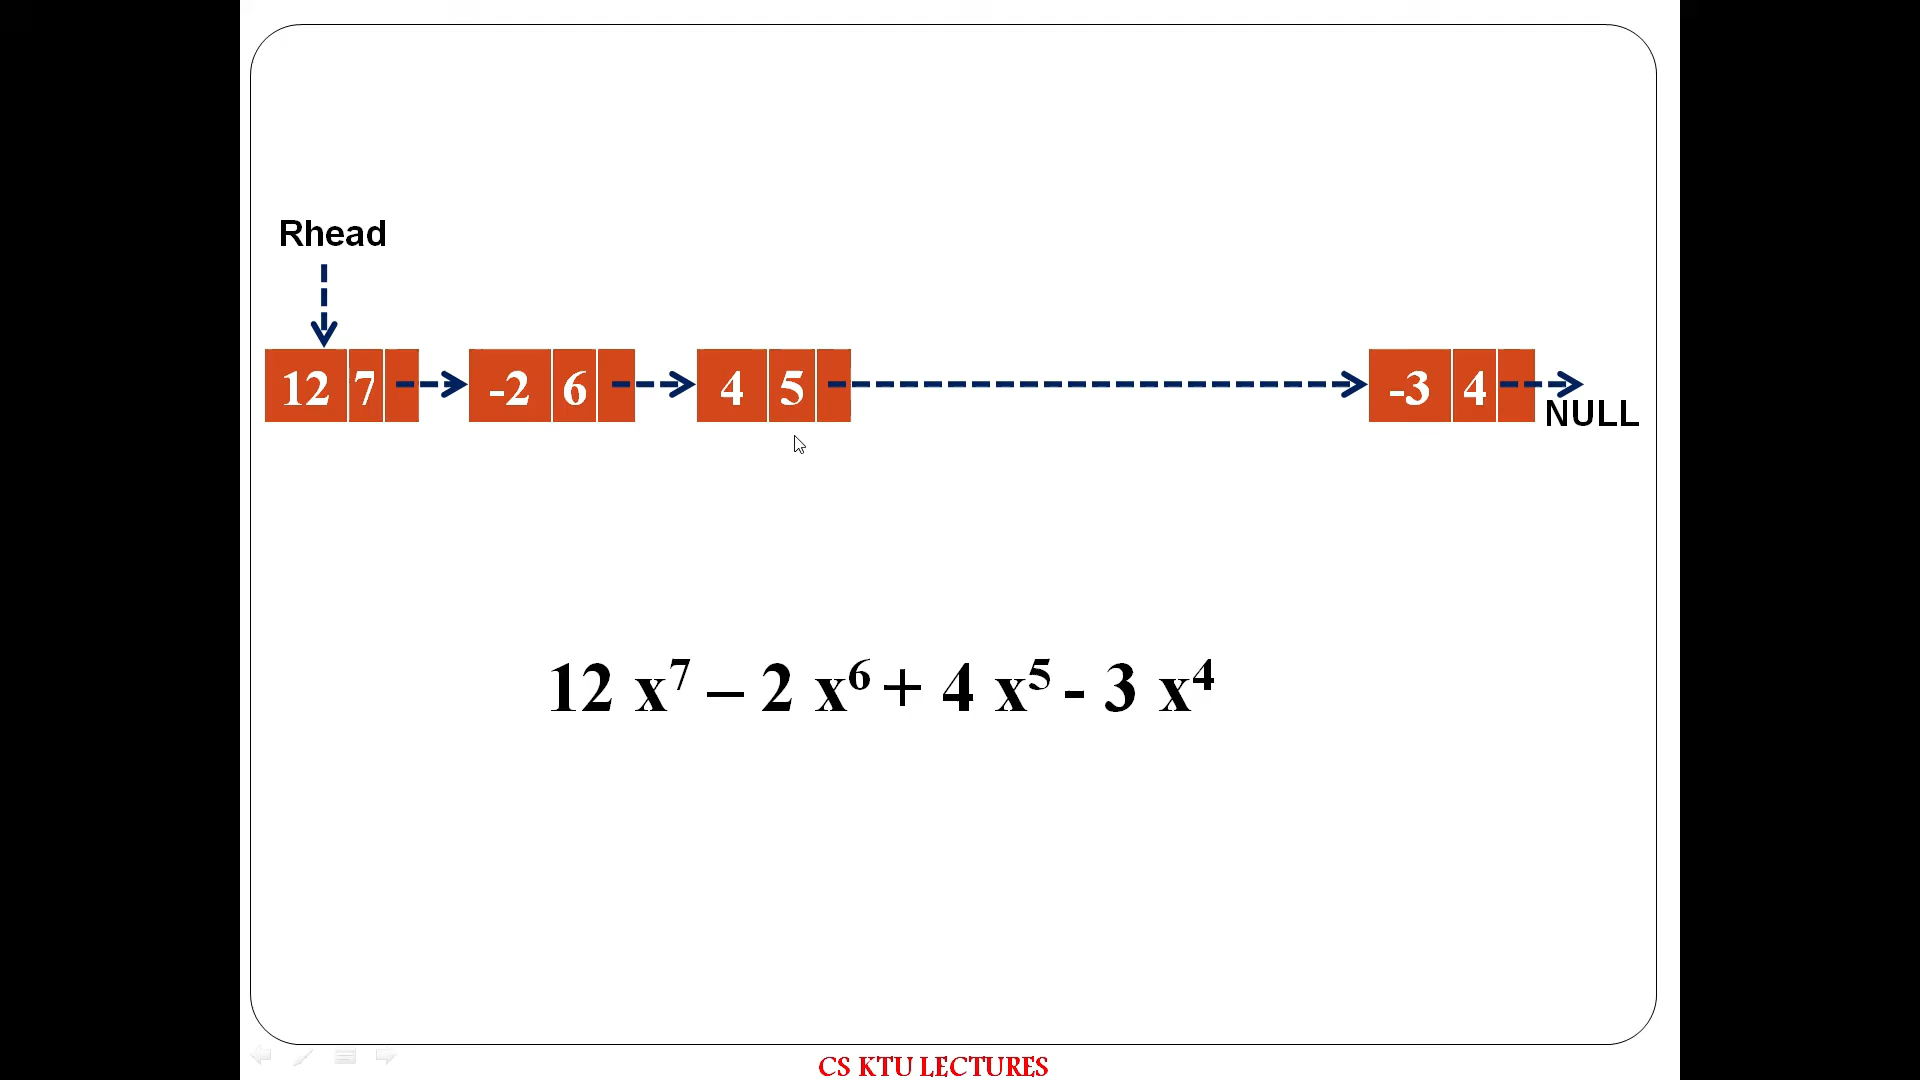 Rhead
12 7 -2 6 4 5 -3 4
NULL
12 x⁷ – 2 x⁶ + 4 x⁵ - 3 x⁴
CS KTU LECTURES